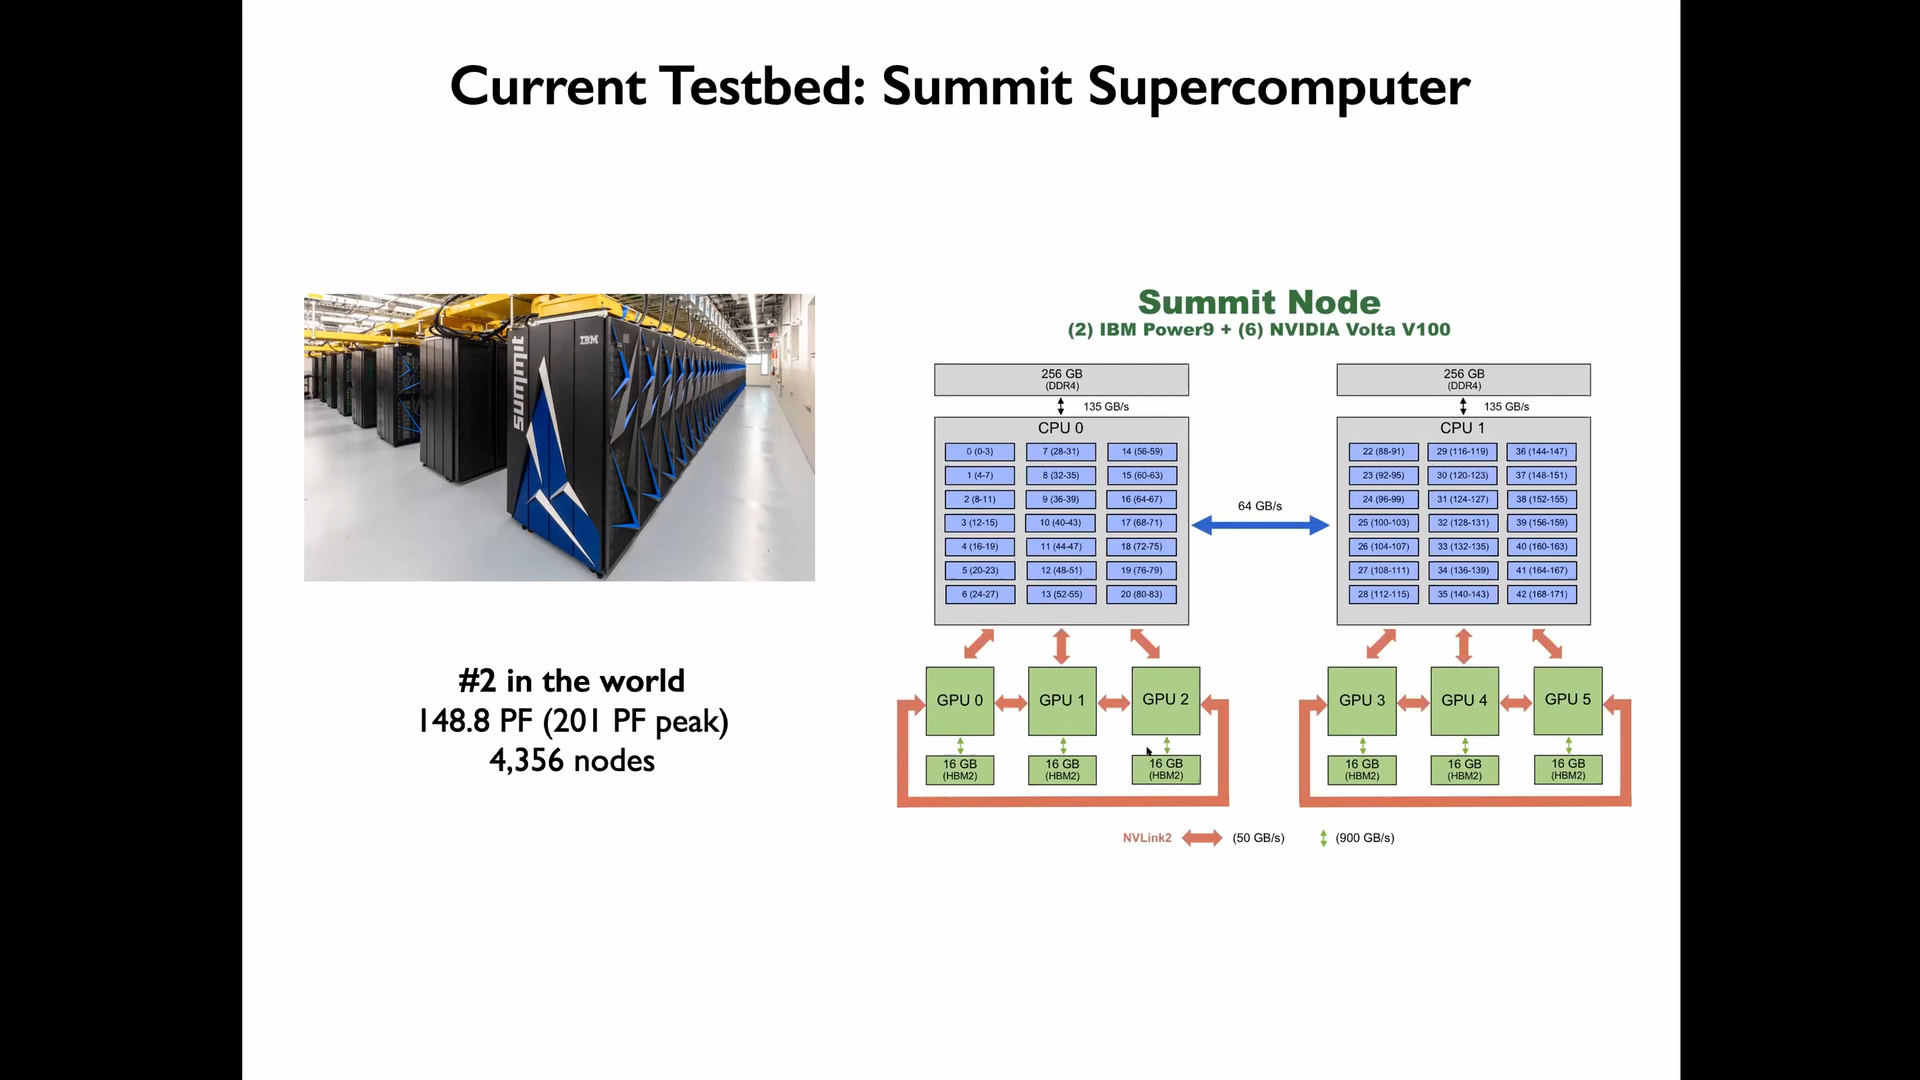 Current Testbed: Summit Supercomputer
summit
IBM
#2 in the world
148.8 PF (201 PF peak)
4,356 nodes
Summit Node
(2) IBM Power9 + (6) NVIDIA Volta V100
256 GB
(DDR4)
135 GB/s
CPU 0
0 (0-3) 7 (28-31) 14 (56-59)
1 (4-7) 8 (32-35) 15 (60-63)
2 (8-11) 9 (36-39) 16 (64-67)
3 (12-15) 10 (40-43) 17 (68-71)
4 (16-19) 11 (44-47) 18 (72-75)
5 (20-23) 12 (48-51) 19 (76-79)
6 (24-27) 13 (52-55) 20 (80-83)
64 GB/s
256 GB
(DDR4)
135 GB/s
CPU 1
22 (88-91) 29 (116-119) 36 (144-147)
23 (92-95) 30 (120-123) 37 (148-151)
24 (96-99) 31 (124-127) 38 (152-155)
25 (100-103) 32 (128-131) 39 (156-159)
26 (104-107) 33 (132-135) 40 (160-163)
27 (108-111) 34 (136-139) 41 (164-167)
28 (112-115) 35 (140-143) 42 (168-171)
GPU 0 GPU 1 GPU 2
16 GB 16 GB 16 GB
(HBM2) (HBM2) (HBM2)
GPU 3 GPU 4 GPU 5
16 GB 16 GB 16 GB
(HBM2) (HBM2) (HBM2)
NVLink2 (50 GB/s) (900 GB/s)